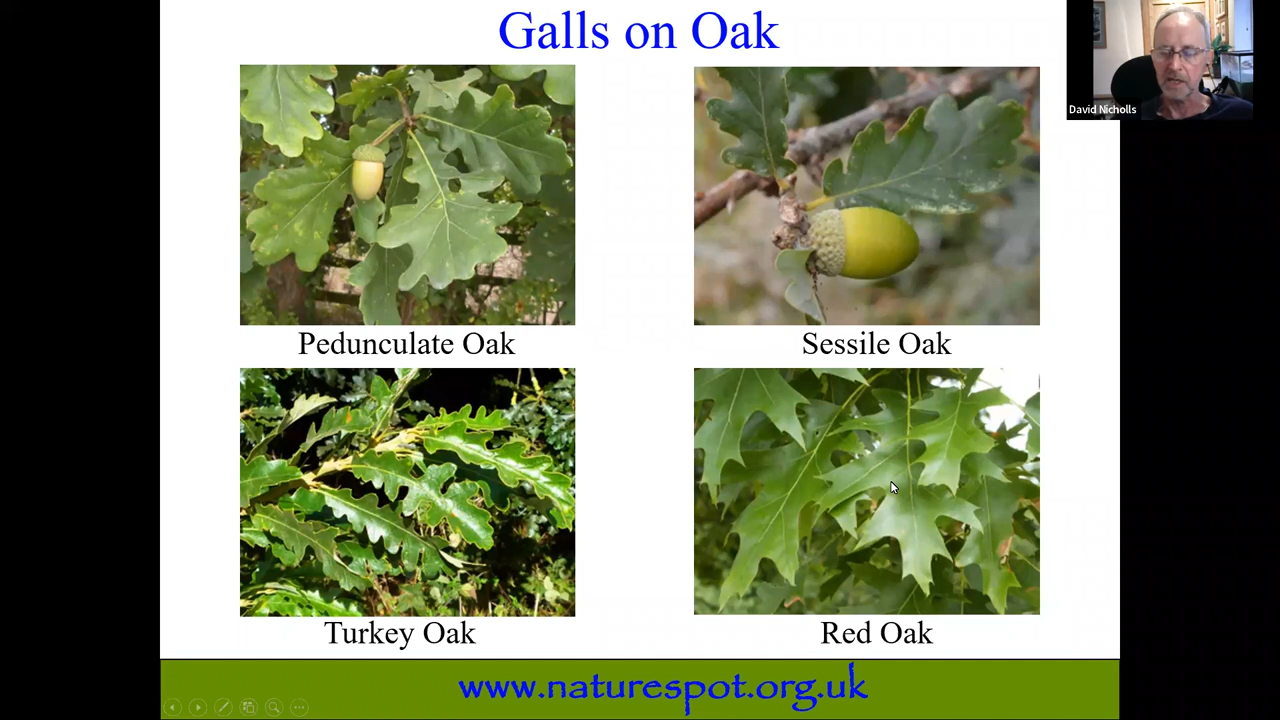 Galls on Oak
David Nicholls
Pedunculate Oak
Sessile Oak
Turkey Oak
Red Oak
www.naturespot.org.uk